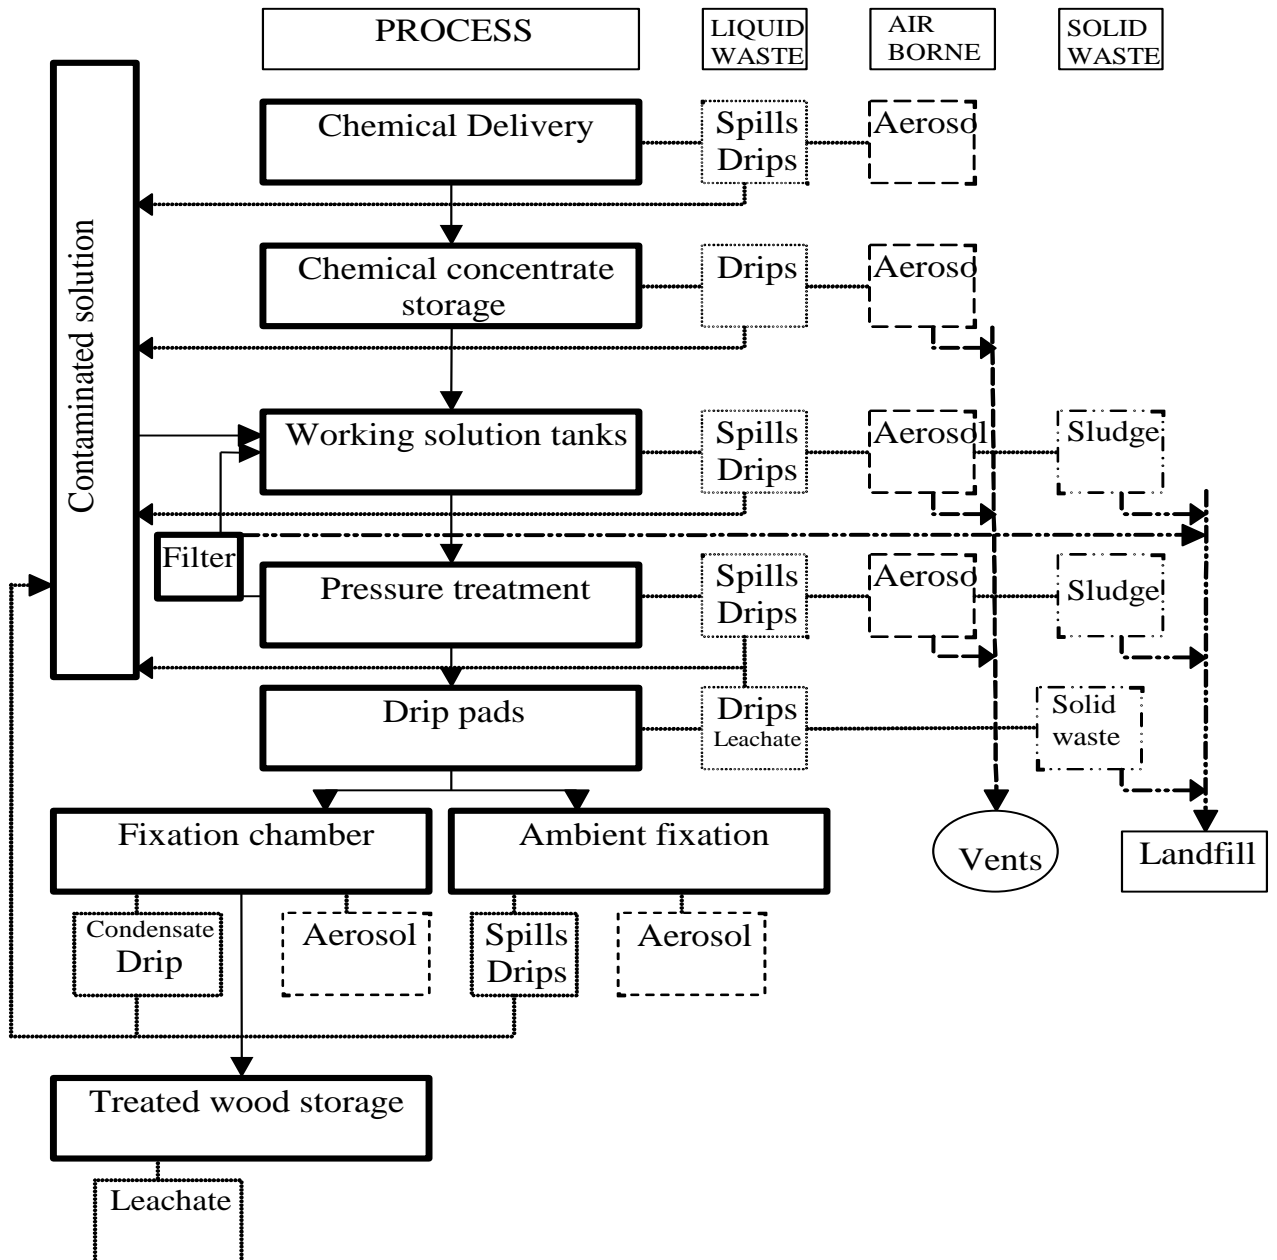 PROCESS
LIQUID
WASTE
AIR
BORNE
SOLID
WASTE
Contaminated solution
Chemical Delivery
Spills
Drips
Aeroso
Chemical concentrate
storage
Drips
Aeroso
Working solution tanks
Spills
Drips
Aerosol
Sludge
Filter
Pressure treatment
Spills
Drips
Aeroso
Sludge
Drip pads
Drips
Leachate
Solid
waste
Fixation chamber
Ambient fixation
Vents
Landfill
Condensate
Drip
Aerosol
Spills
Drips
Aerosol
Treated wood storage
Leachate